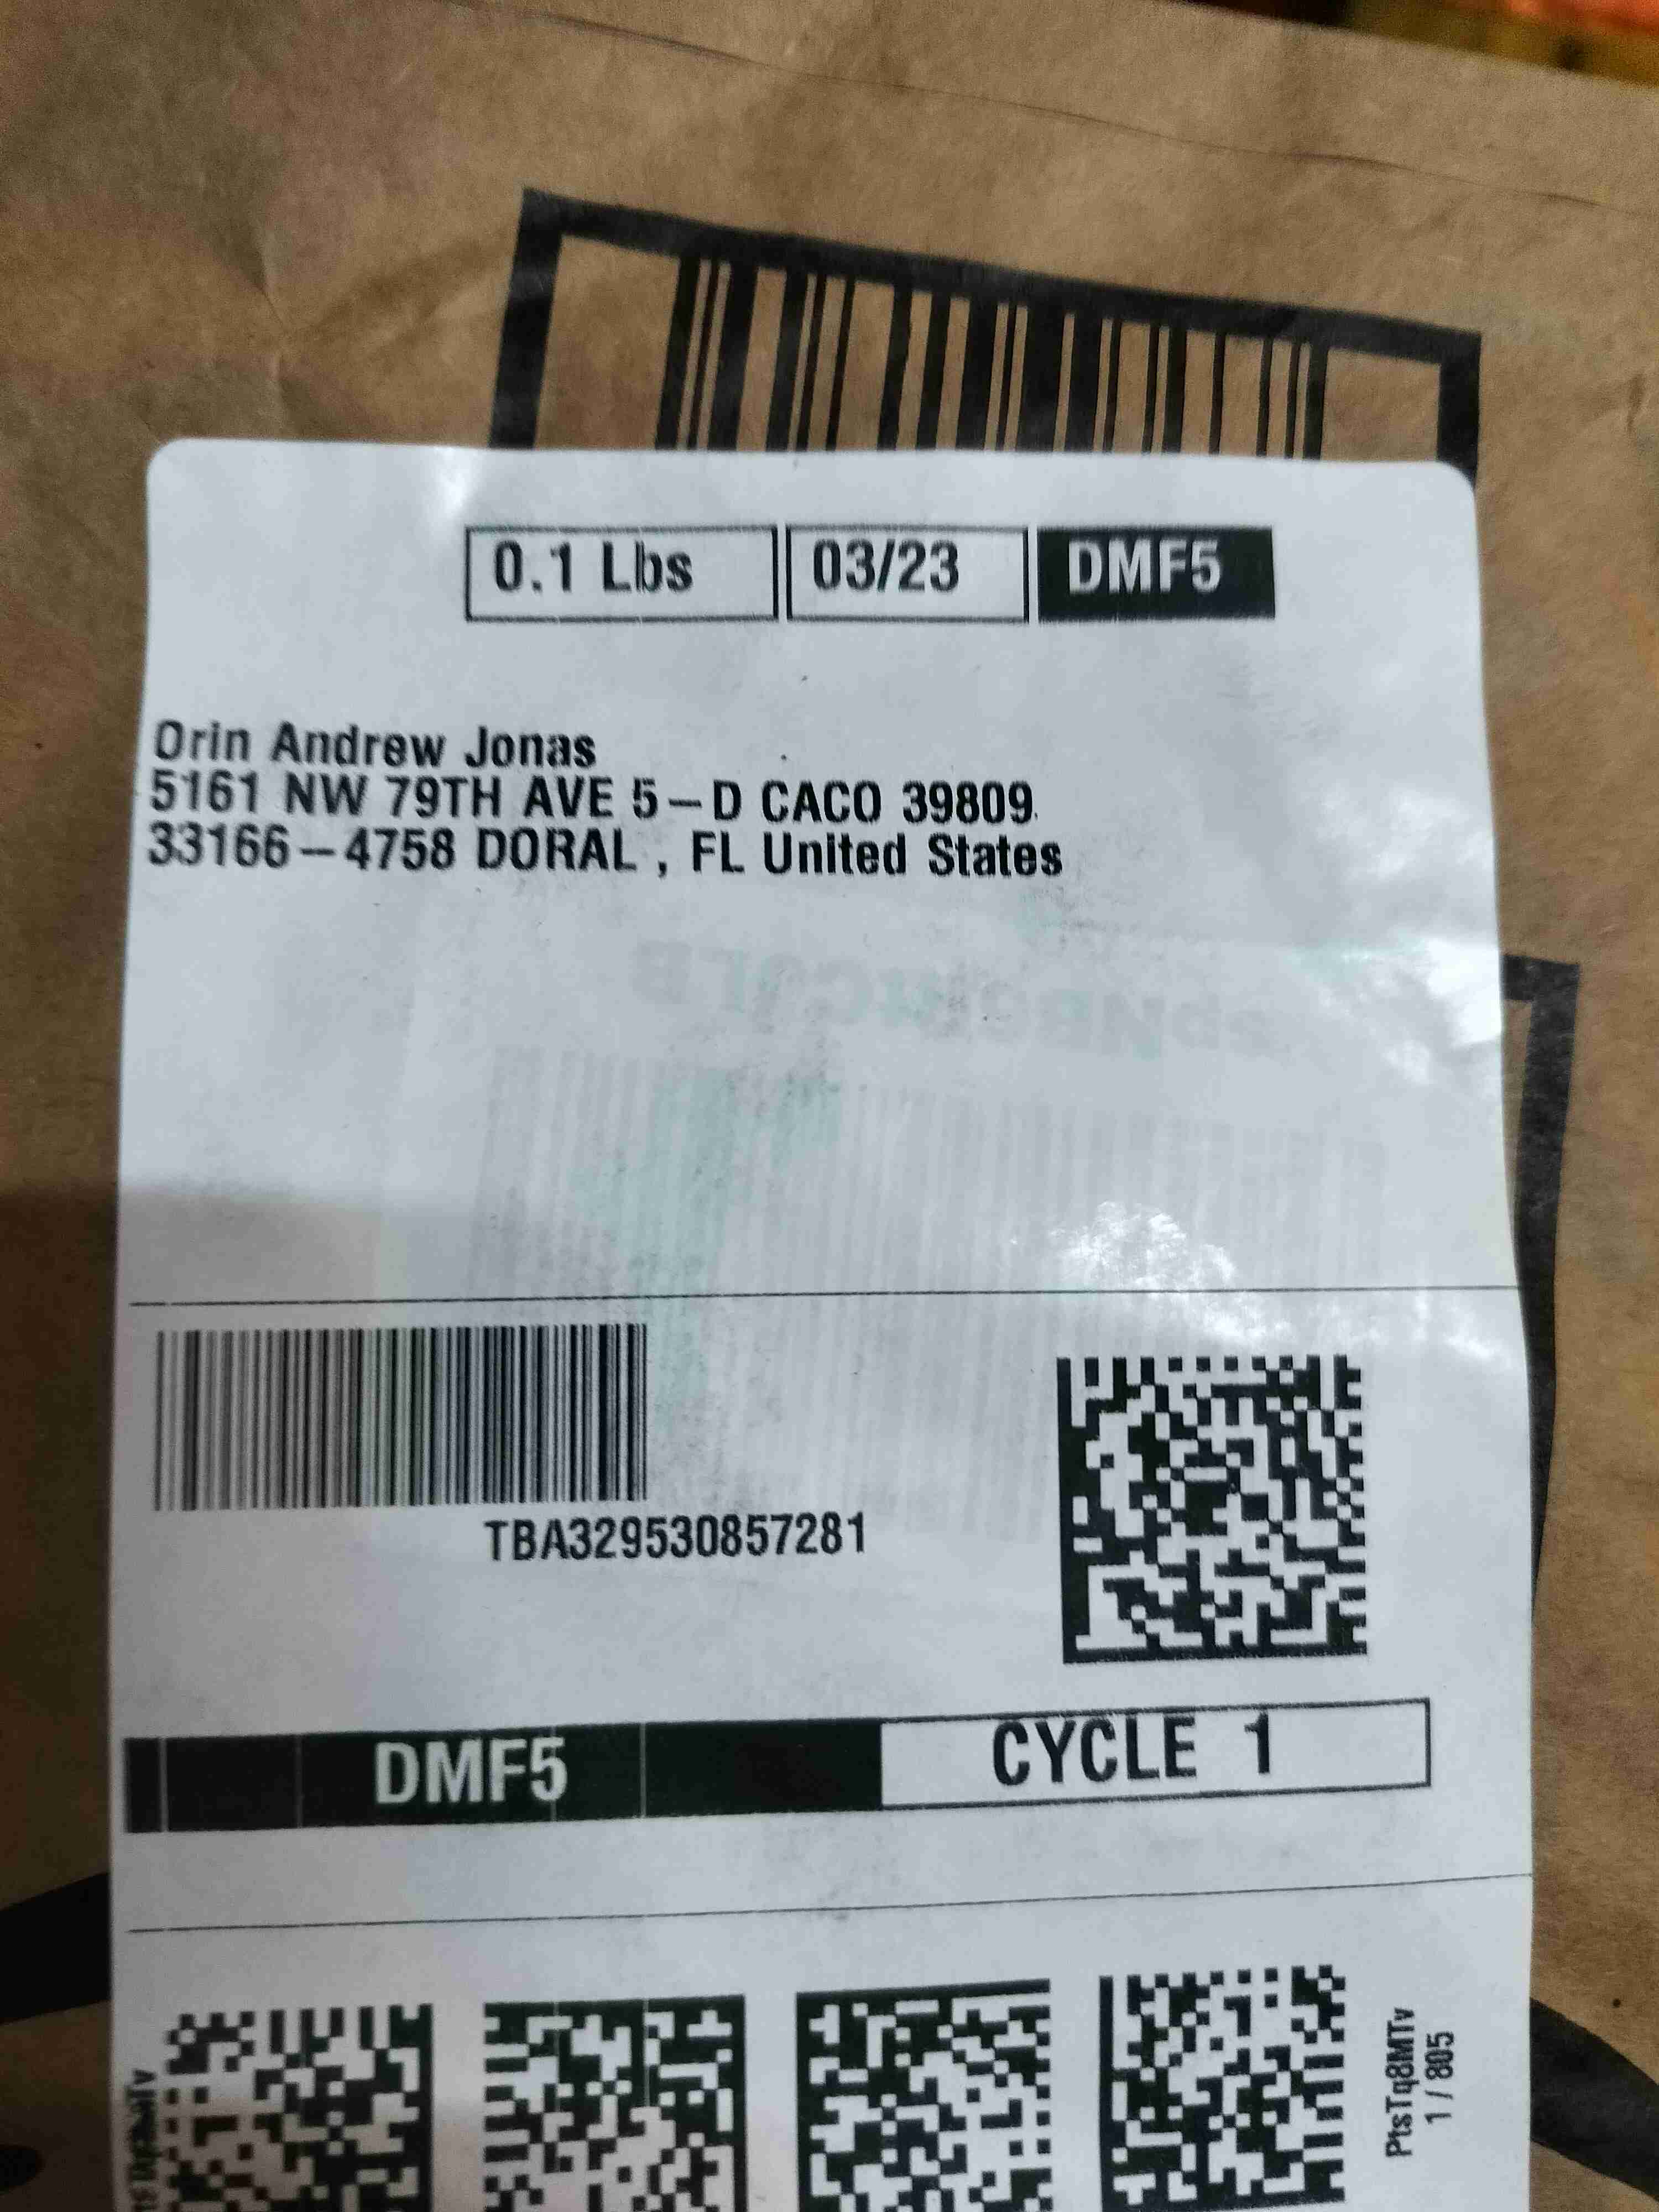 0.1 Lbs 03/23 DMF5
Orin Andrew Jonas
5161 NW 79TH AVE 5-D CACO 39809
33166-4758 DORAL , FL United States
TBA329530857281
DMF5 CYCLE 1
PtsTq8MTv
1 / 805